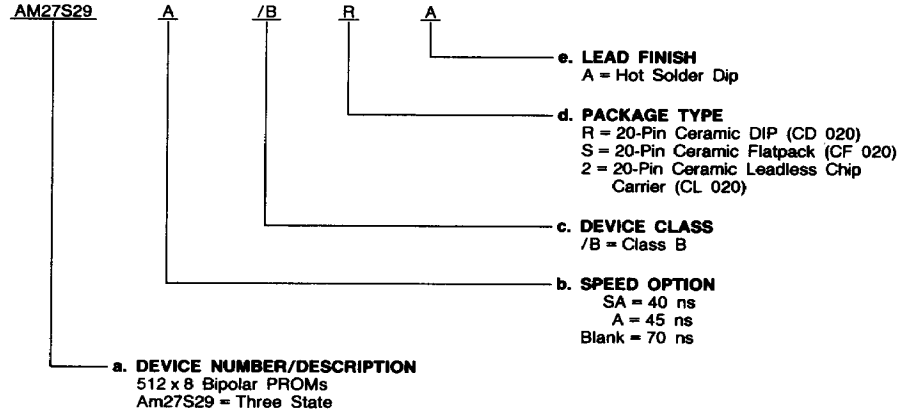 AM27S29 A /B R A
e. LEAD FINISH
A = Hot Solder Dip
d. PACKAGE TYPE
R = 20-Pin Ceramic DIP (CD 020)
S = 20-Pin Ceramic Flatpack (CF 020)
2 = 20-Pin Ceramic Leadless Chip
Carrier (CL 020)
c. DEVICE CLASS
/B = Class B
b. SPEED OPTION
SA = 40 ns
A = 45 ns
Blank = 70 ns
a. DEVICE NUMBER/DESCRIPTION
512 x 8 Bipolar PROMs
Am27S29 = Three State